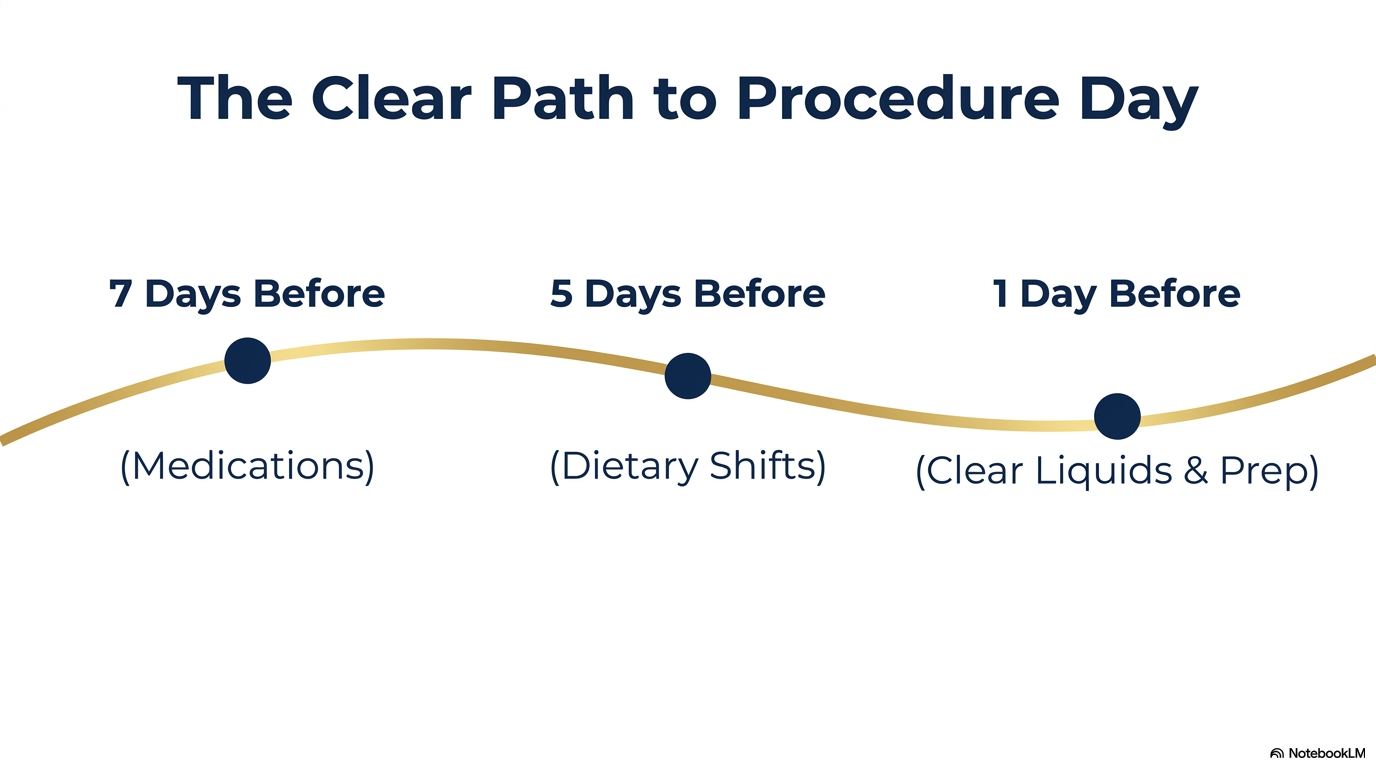 The Clear Path to Procedure Day
7 Days Before
(Medications)
5 Days Before
(Dietary Shifts)
1 Day Before
(Clear Liquids & Prep)
NotebookLM